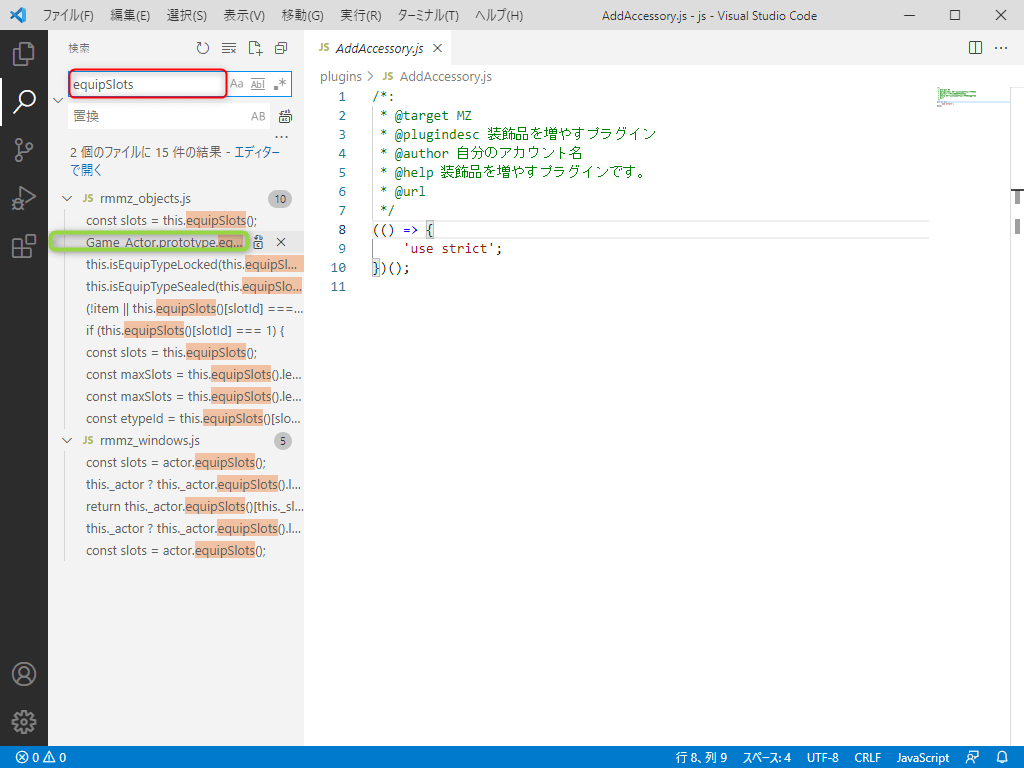 ファイル(F) 編集(E) 選択(S) 表示(V) 移動(G) 実行(R) ターミナル(T) ヘルプ(H) AddAccessory.js - js - Visual Studio Code
検索
equipSlots Aa Abl .*
置換 AB
...
2 個のファイルに 15 件の結果 - エディター
で開く
JS rmmz_objects.js 10
const slots = this.equipSlots();
Game_Actor.prototype.eq...
this.isEquipTypeLocked(this.equipSl...
this.isEquipTypeSealed(this.equipSlo...
(!item || this.equipSlots()[slotId] ===...
if (this.equipSlots()[slotId] === 1) {
const slots = this.equipSlots();
const maxSlots = this.equipSlots().le...
const maxSlots = this.equipSlots().le...
const etypeId = this.equipSlots()[slo...
JS rmmz_windows.js 5
const slots = actor.equipSlots();
this._actor ? this._actor.equipSlots().l...
return this._actor.equipSlots()[this._sl...
this._actor ? this._actor.equipSlots().l...
const slots = actor.equipSlots();
JS AddAccessory.js
plugins > JS AddAccessory.js
1 /*:
2 * @target MZ
3 * @plugindesc 装飾品を増やすプラグイン
4 * @author 自分のアカウント名
5 * @help 装飾品を増やすプラグインです。
6 * @url
7 */
8 (() => {
9 'use strict';
10 })();
11
0 0 行 8、列 9 スペース: 4 UTF-8 CRLF JavaScript